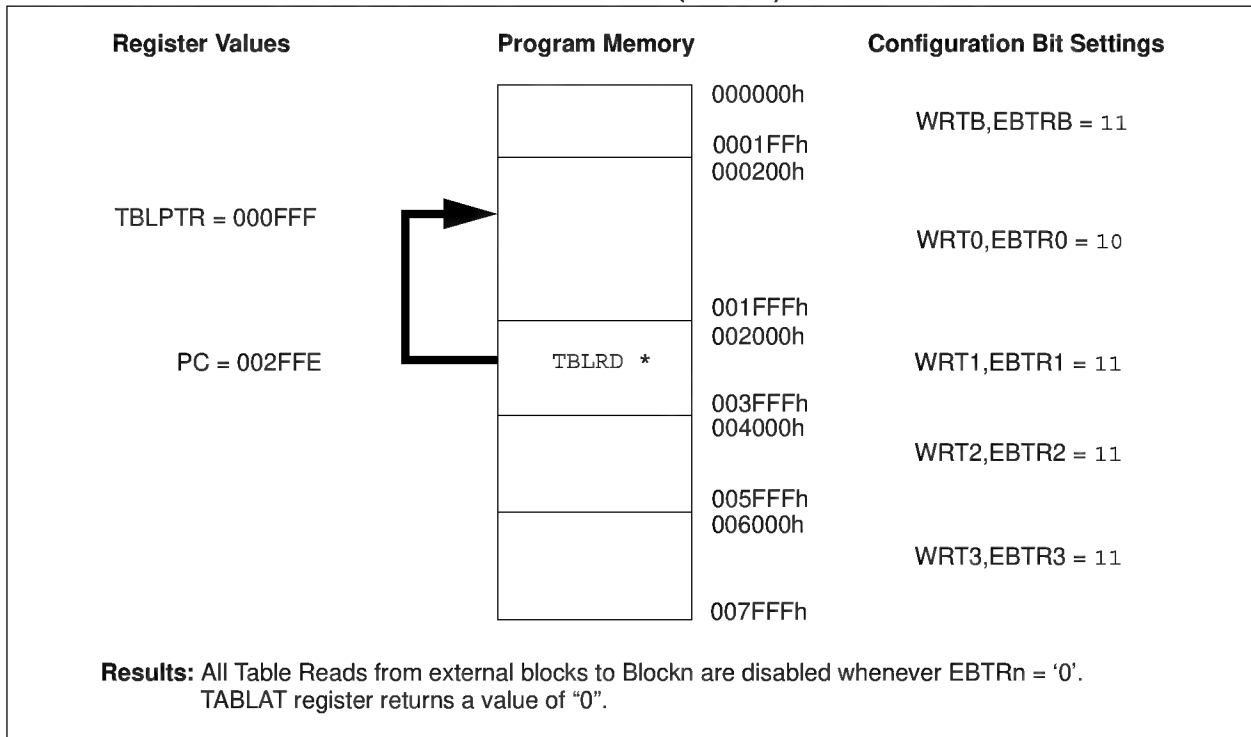 Register Values Program Memory Configuration Bit Settings
000000h
WRTB,EBTRB = 11
0001FFh
000200h
TBLPTR = 000FFF
WRT0,EBTR0 = 10
001FFFh
002000h
PC = 002FFE TBLRD * WRT1,EBTR1 = 11
003FFFh
004000h
WRT2,EBTR2 = 11
005FFFh
006000h
WRT3,EBTR3 = 11
007FFFh
Results: All Table Reads from external blocks to Blockn are disabled whenever EBTRn = ‘0’.
TABLAT register returns a value of “0”.